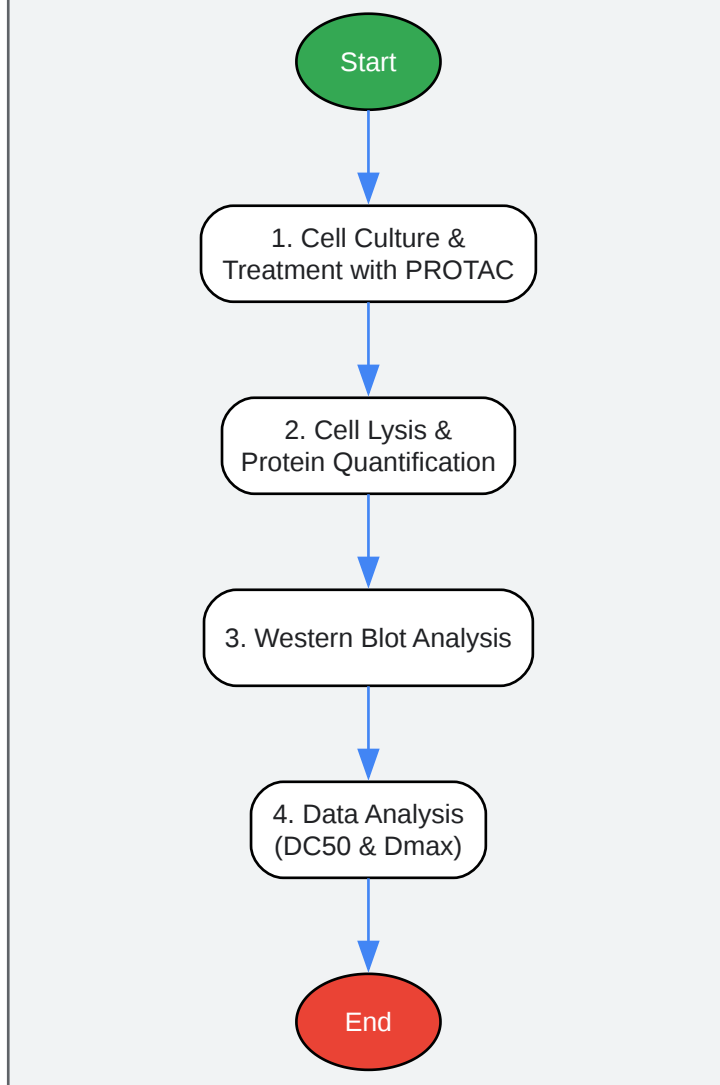 Start
1. Cell Culture &
Treatment with PROTAC
2. Cell Lysis &
Protein Quantification
3. Western Blot Analysis
4. Data Analysis
(DC50 & Dmax)
End